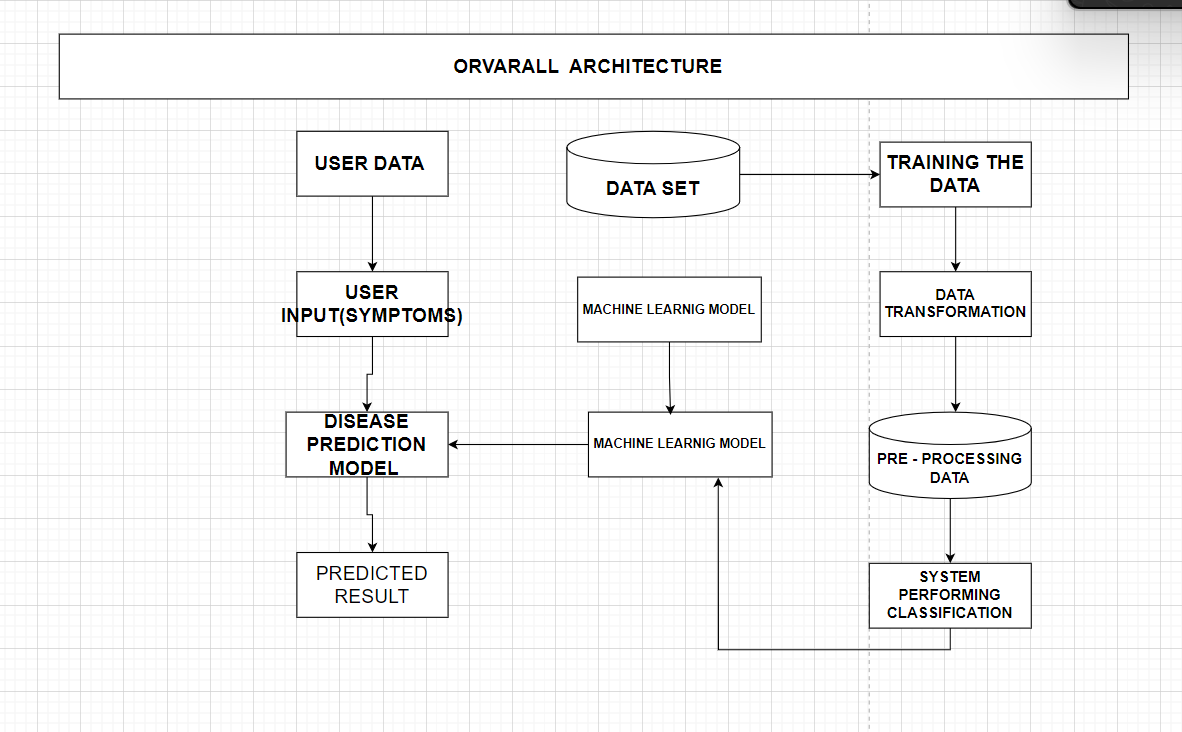 ORVARALL ARCHITECTURE
USER DATA
DATA SET
TRAINING THE
DATA
USER
INPUT(SYMPTOMS)
MACHINE LEARNIG MODEL
DATA
TRANSFORMATION
DISEASE
PREDICTION
MODEL
MACHINE LEARNIG MODEL
PRE - PROCESSING
DATA
PREDICTED
RESULT
SYSTEM
PERFORMING
CLASSIFICATION